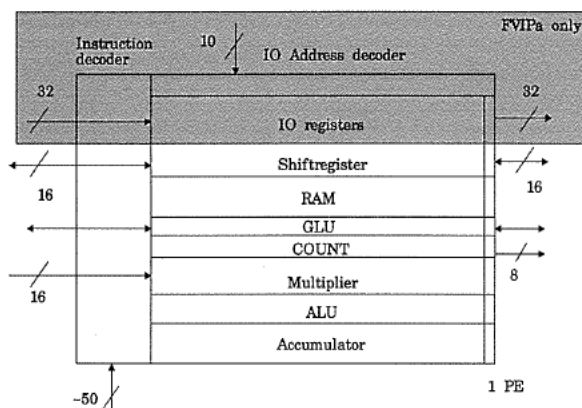 FVIPa only
Instruction
decoder
10
IO Address decoder
32
32
IO registers
Shiftregister
16
16
RAM
GLU
COUNT
16
Multiplier
8
ALU
Accumulator
~50
1 PE